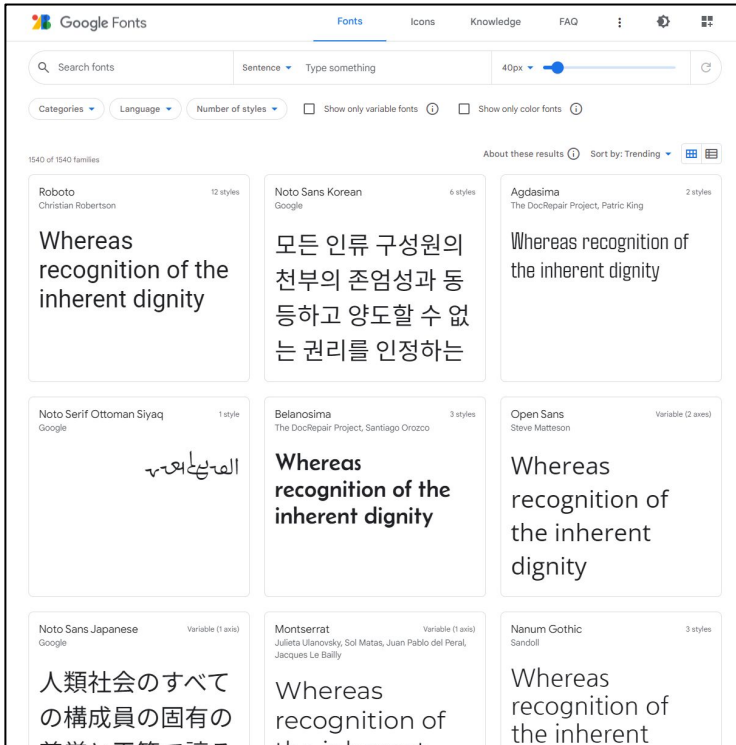 Google Fonts
Fonts
Icons
Knowledge
FAQ
Search fonts
Sentence
Type something
40px
Categories
Language
Number of styles
Show only variable fonts
Show only color fonts
1540 of 1540 families
About these results
Sort by: Trending
Roboto
12 styles
Christian Robertson
Whereas
recognition of the
inherent dignity
Noto Sans Korean
6 styles
Google
모든 인류 구성원의
천부의 존엄성과 동
등하고 양도할 수 없
는 권리를 인정하는
Agdasima
2 styles
The DocRepair Project, Patric King
Whereas recognition of
the inherent dignity
Noto Serif Ottoman Siyaq
1 style
Google
Belanosima
3 styles
The DocRepair Project, Santiago Orozco
Whereas
recognition of the
inherent dignity
Open Sans
Variable (2 axes)
Steve Matteson
Whereas
recognition of
the inherent
dignity
Noto Sans Japanese
Variable (1 axis)
Google
人類社会のすべて
の構成員の固有の
Montserrat
Variable (1 axis)
Julieta Ulanovsky, Sol Matas, Juan Pablo del Peral,
Jacques Le Bailly
Whereas
recognition of
Nanum Gothic
3 styles
Sandoll
Whereas
recognition of
the inherent